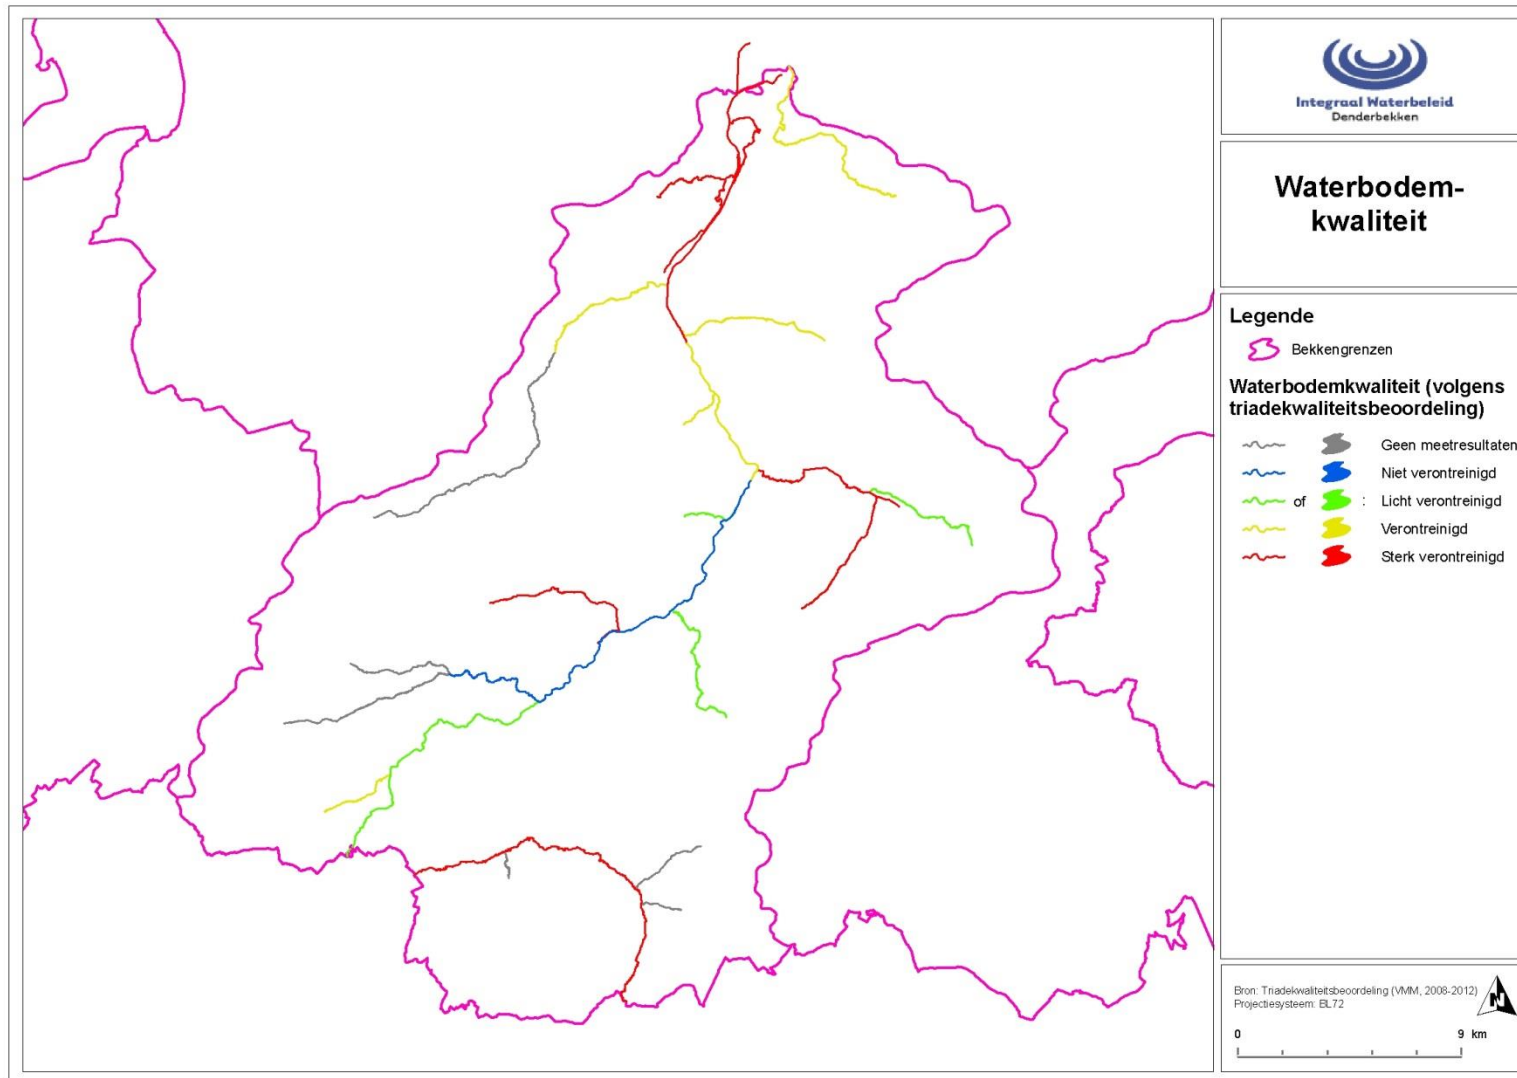 Integraal Waterbeleid
Denderbekken
Waterbodem-
kwaliteit
Legende
Bekkengrenzen
Waterbodemkwaliteit (volgens
triadekwaliteitsbeoordeling)
Geen meetresultaten
Niet verontreinigd
of : Licht verontreinigd
Verontreinigd
Sterk verontreinigd
Bron: Triadekwaliteitsbeoordeling (VMM, 2008-2012)
Projectiesysteem: BL72
N
0 9 km